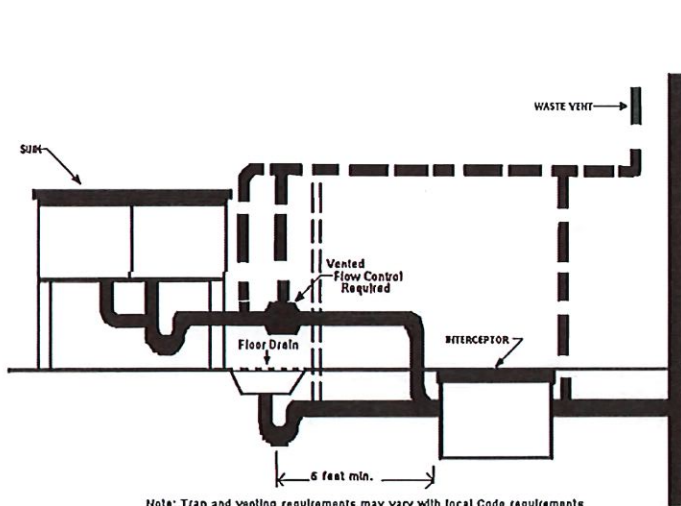 WASTE VENT
SINK
Vented
Flow Control
Required
Floor Drain
INTERCEPTOR
6 feet min.
Note: Trap and venting requirements may vary with local Code requirements